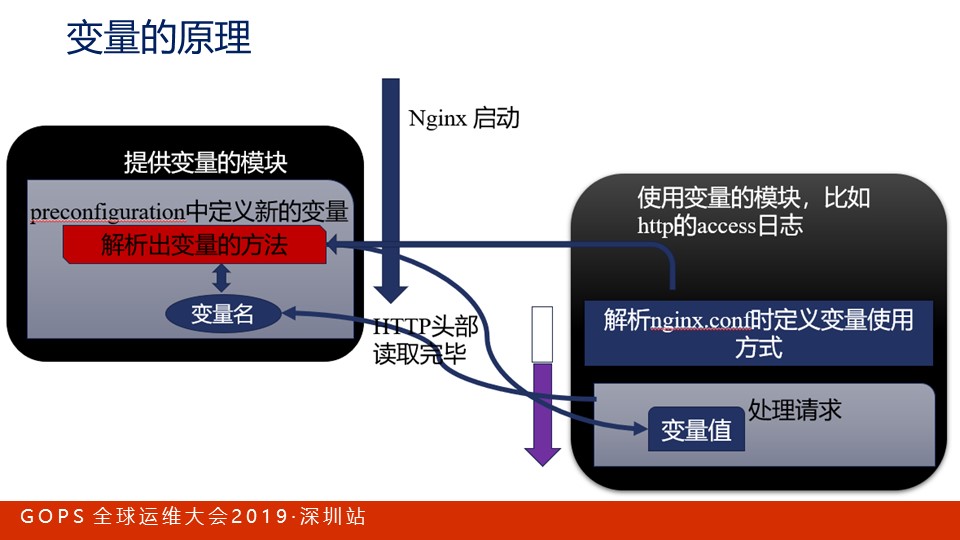 变量的原理
Nginx 启动
提供变量的模块
preconfiguration中定义新的变量
解析出变量的方法
变量名
HTTP头部
读取完毕
使用变量的模块，比如
http的access日志
解析nginx.conf时定义变量使用
方式
处理请求
变量值
GOPS 全球运维大会2019·深圳站